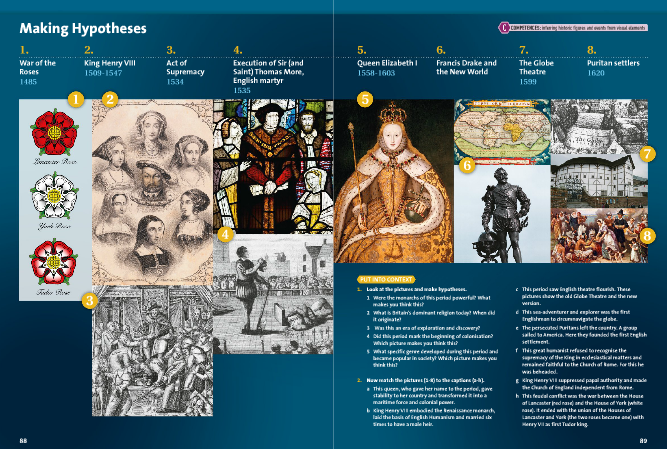 Making Hypotheses
COMPETENCES: inferring historic figures and events from visual elements
1.
War of the
Roses
1485
2.
King Henry VIII
1509-1547
3.
Act of
Supremacy
1534
4.
Execution of Sir (and
Saint) Thomas More,
English martyr
1535
5.
Queen Elizabeth I
1558-1603
6.
Francis Drake and
the New World
7.
The Globe
Theatre
1599
8.
Puritan settlers
1620
1
2
3
4
5
6
7
8
Lancaster Rose
York Rose
Tudor Rose
PUT INTO CONTEXT
1. Look at the pictures and make hypotheses.
1 Were the monarchs of this period powerful? What
makes you think this?
2 What is Britain's dominant religion today? When did
it originate?
3 Was this an era of exploration and discovery?
4 Did this period mark the beginning of colonisation?
Which picture makes you think this?
5 What specific genre developed during this period and
became popular in society? Which picture makes you
think this?
2. Now match the pictures (1-8) to the captions (a-h).
a This queen, who gave her name to the period, gave
stability to her country and transformed it into a
maritime force and colonial power.
b King Henry VIII embodied the Renaissance monarch,
laid the basis of English Humanism and married six
times to have a male heir.
c This period saw English theatre flourish. These
pictures show the old Globe Theatre and the new
version.
d This sea-adventurer and explorer was the first
Englishman to circumnavigate the globe.
e The persecuted Puritans left the country. A group
sailed to America. Here they founded the first English
settlement.
f This great humanist refused to recognise the
supremacy of the King in ecclesiastical matters and
remained faithful to the Church of Rome. For this he
was beheaded.
g King Henry VIII suppressed papal authority and made
the Church of England independent from Rome.
h This feudal conflict was the war between the House
of Lancaster (red rose) and the House of York (white
rose). It ended with the union of the Houses of
Lancaster and York (the two roses became one) with
Henry VII as first Tudor king.
88
89